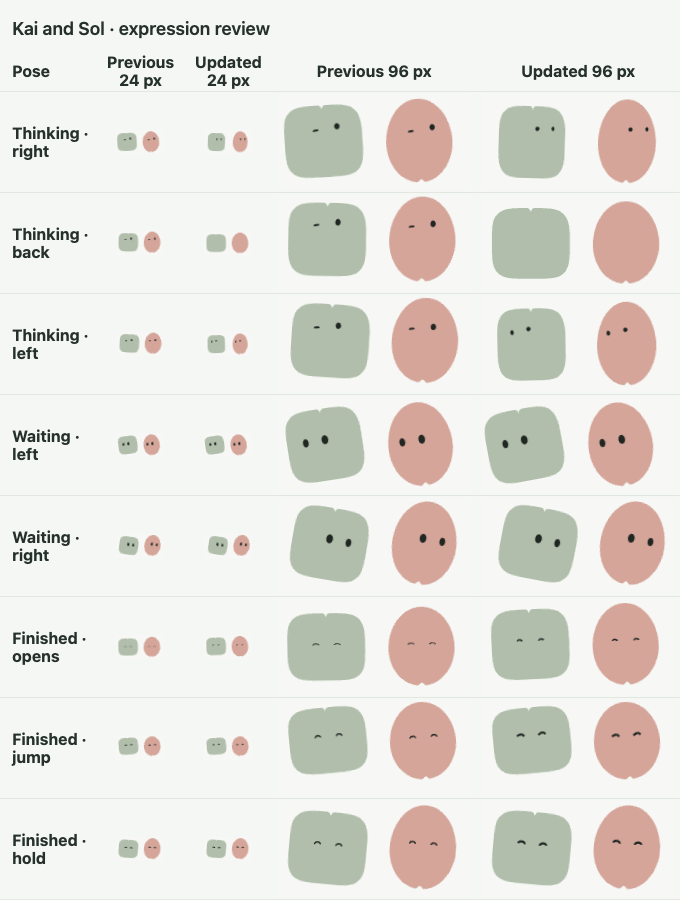 Kai and Sol · expression review
Pose
Previous
24 px
Updated
24 px
Previous 96 px
Updated 96 px
Thinking ·
right
Thinking ·
back
Thinking ·
left
Waiting ·
left
Waiting ·
right
Finished ·
opens
Finished ·
jump
Finished ·
hold